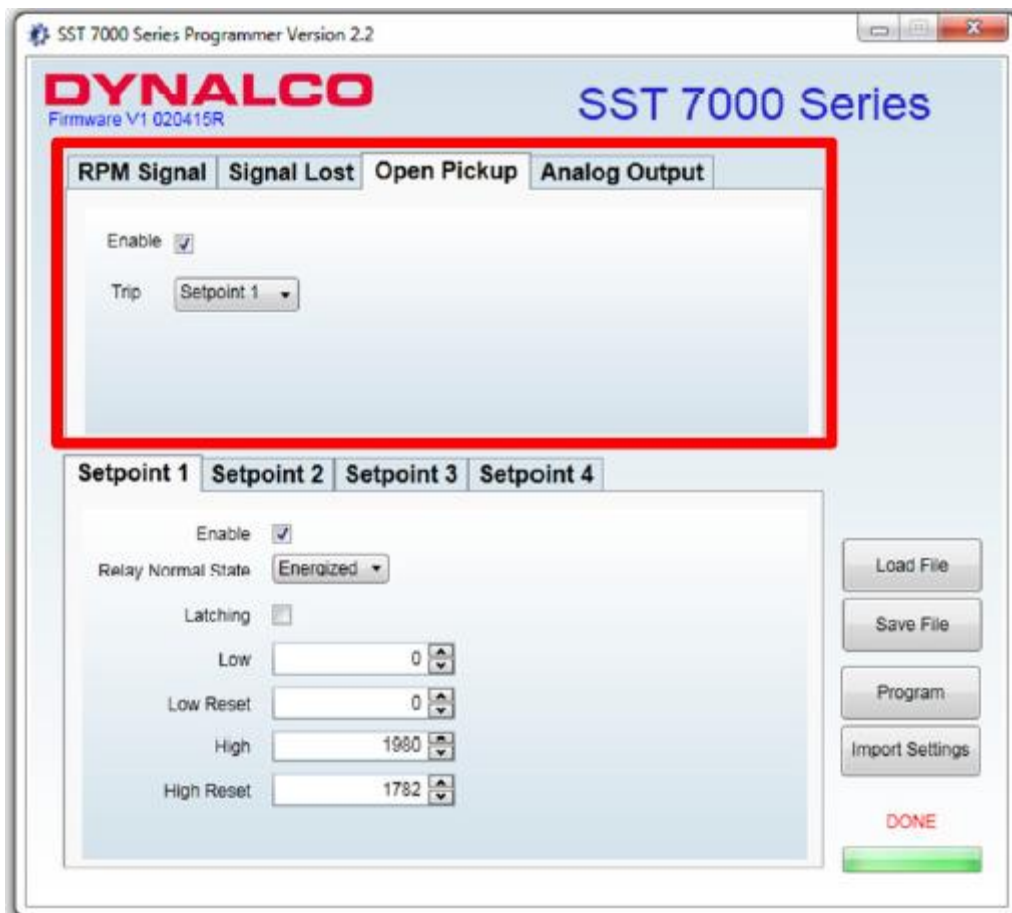 SST 7000 Series Programmer Version 2.2
DYNALCO
Firmware V1 020415R
SST 7000 Series
RPM Signal Signal Lost Open Pickup Analog Output
Enable
Trip Setpoint 1
Setpoint 1 Setpoint 2 Setpoint 3 Setpoint 4
Enable
Relay Normal State Energized
Latching
Low 0
Low Reset 0
High 1980
High Reset 1782
Load File
Save File
Program
Import Settings
DONE